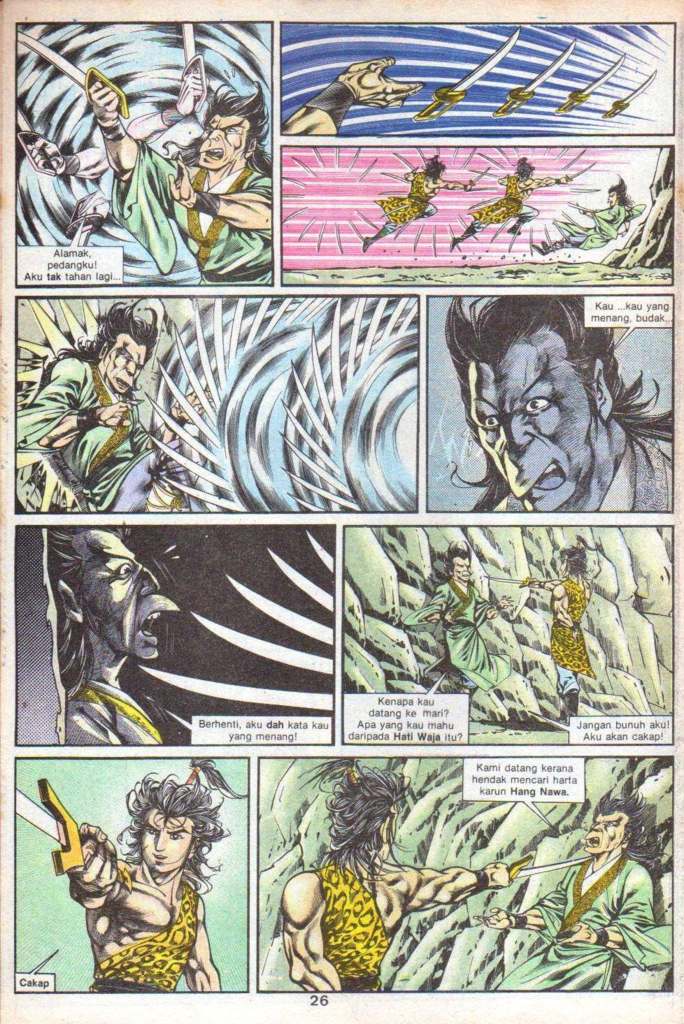 Alamak,
pedangku!
Aku tak tahan lagi...
Kau ...kau yang
menang, budak...
Berhenti, aku dah kata kau
yang menang!
Kenapa kau
datang ke mari?
Apa yang kau mahu
daripada Hati Waja itu?
Jangan bunuh aku!
Aku akan cakap!
Cakap
Kami datang kerana
hendak mencari harta
karun Hang Nawa.
26